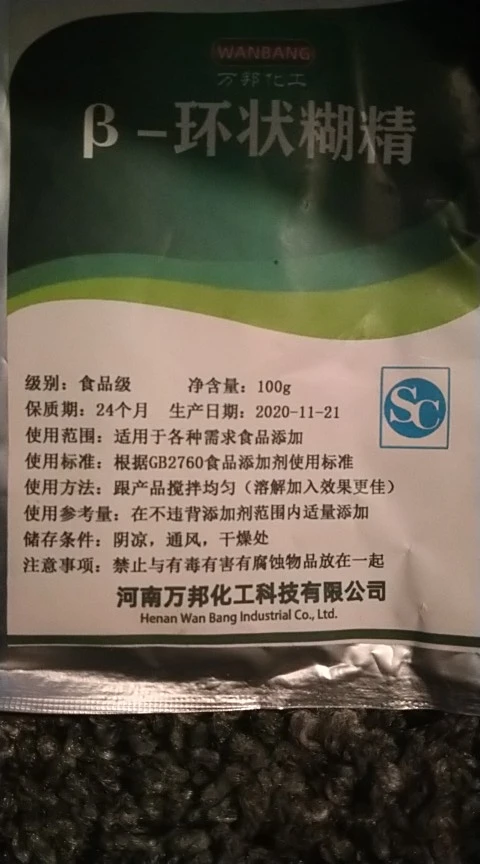 WANBANG
万邦化工
β-环状糊精
级别：食品级 净含量：100g
保质期：24个月 生产日期：2020-11-21
使用范围：适用于各种需求食品添加
使用标准：根据GB2760食品添加剂使用标准
使用方法：跟产品搅拌均匀（溶解加入效果更佳）
使用参考量：在不违背添加剂范围内适量添加
储存条件：阴凉，通风，干燥处
注意事项：禁止与有毒有害有腐蚀物品放在一起
SC
河南万邦化工科技有限公司
Henan Wan Bang Industrial Co., Ltd.